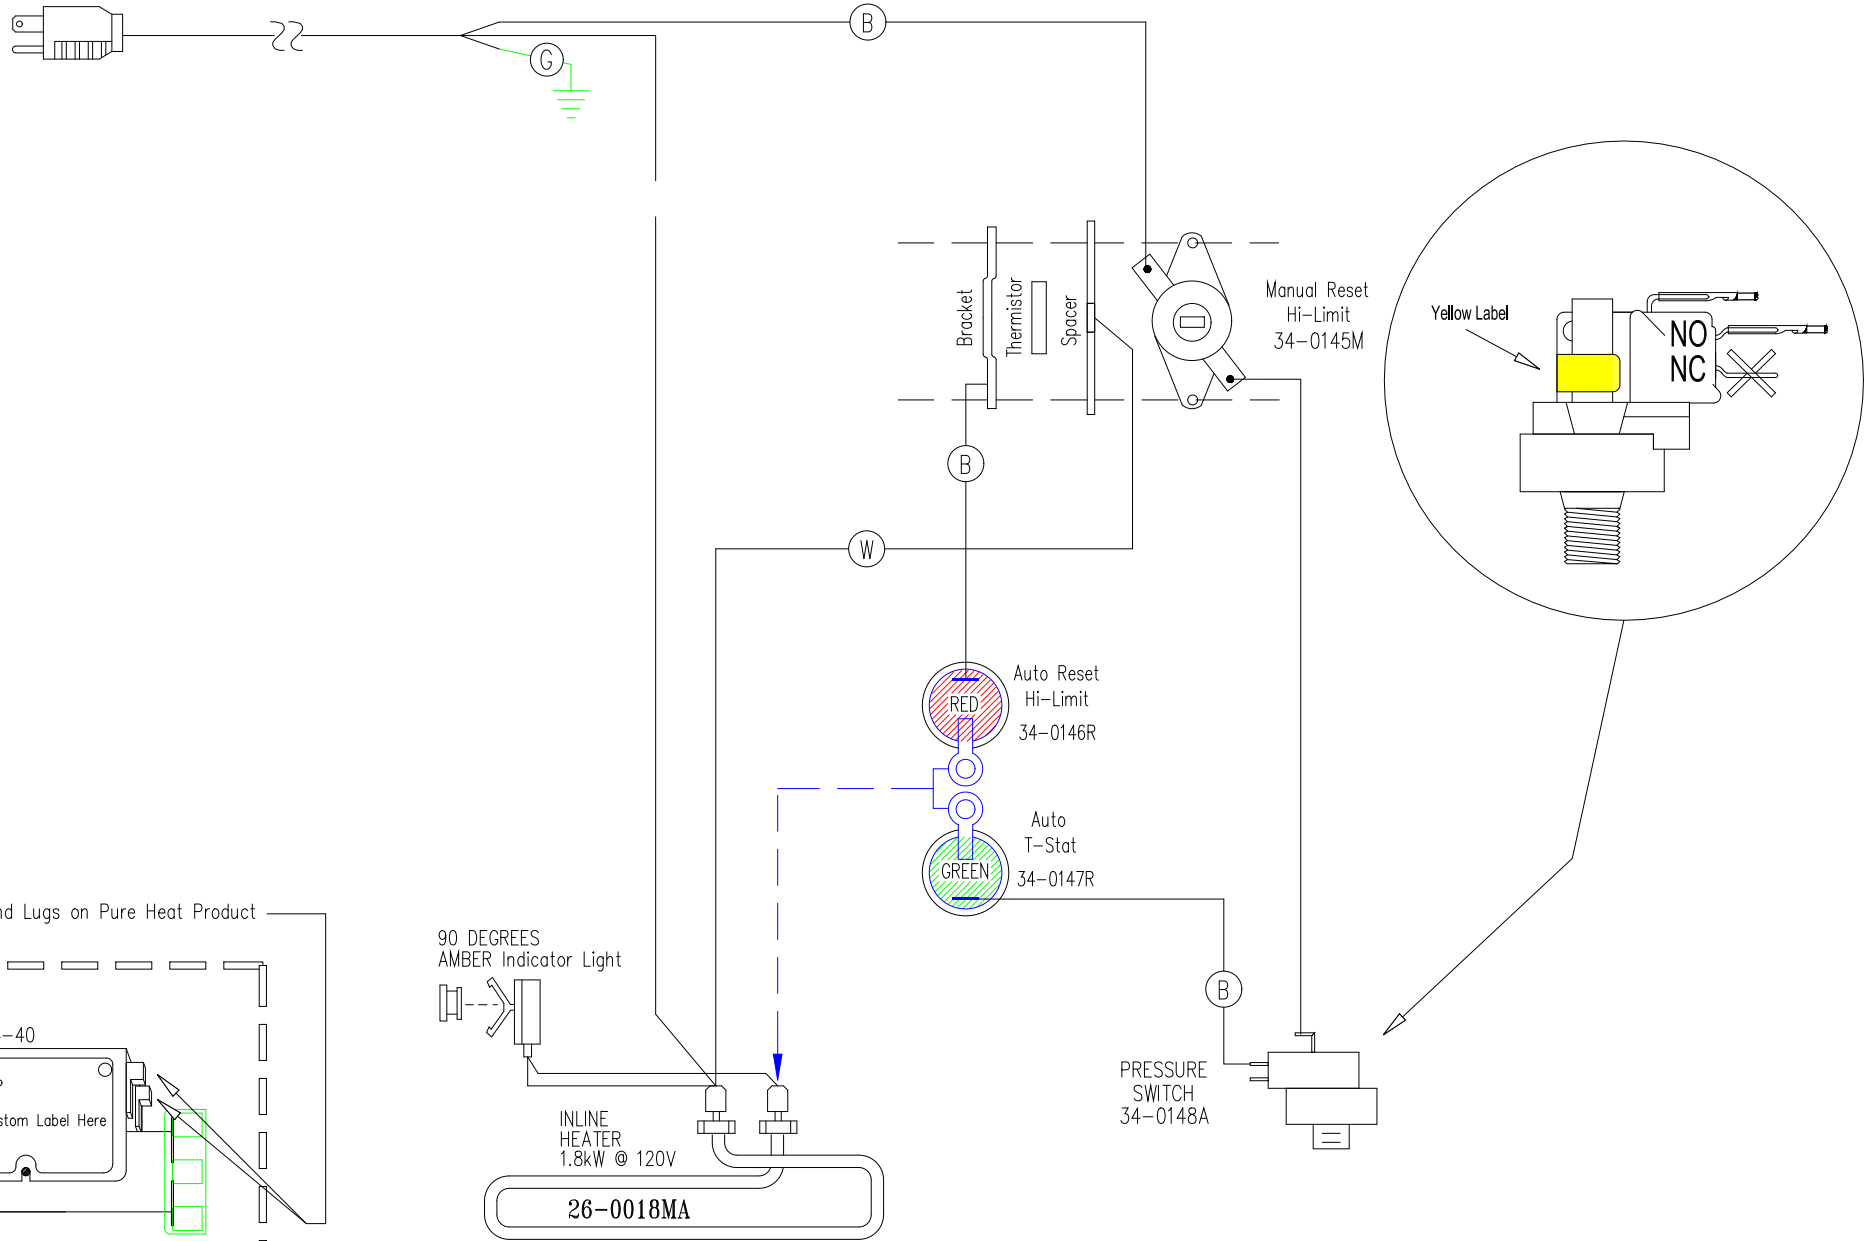 B
G
Manual Reset
Hi-Limit
34-0145M
Bracket
Thermistor
Spacer
Yellow Label
NO
NC
B
W
Auto Reset
Hi-Limit
34-0146R
RED
Auto
T-Stat
34-0147R
GREEN
nd Lugs on Pure Heat Product
90 DEGREES
AMBER Indicator Light
B
-40
stom Label Here
PRESSURE
SWITCH
34-0148A
INLINE
HEATER
1.8kW @ 120V
26-0018MA